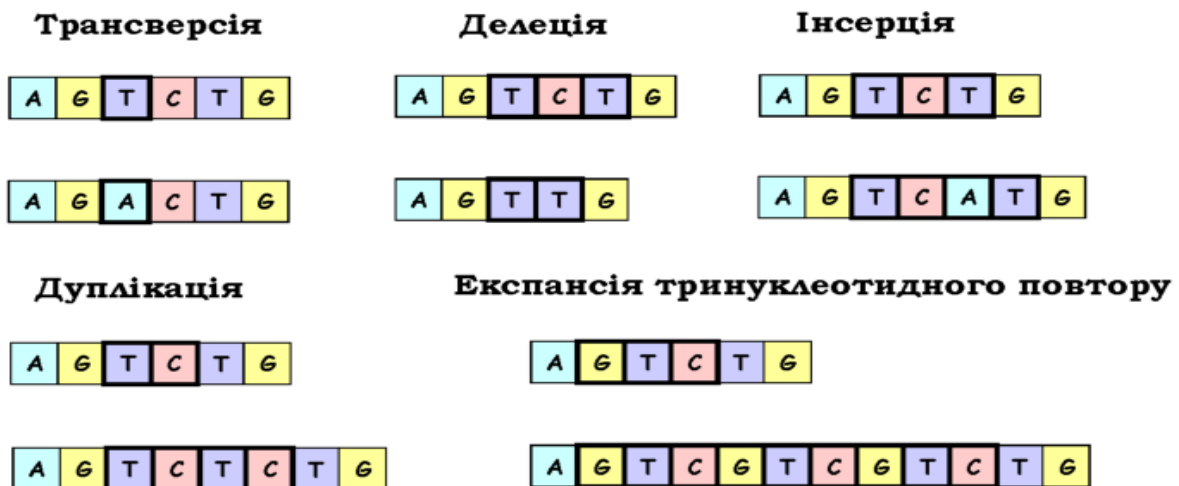 Трансверсія Делеція Інсерція
A G T C T G A G T C T G A G T C T G
A G A C T G A G T T G A G T C A T G
Дуплікація Експансія тринуклеотидного повтору
A G T C T G A G T C T G
A G T C T C T G A G T C G T C G T C T G